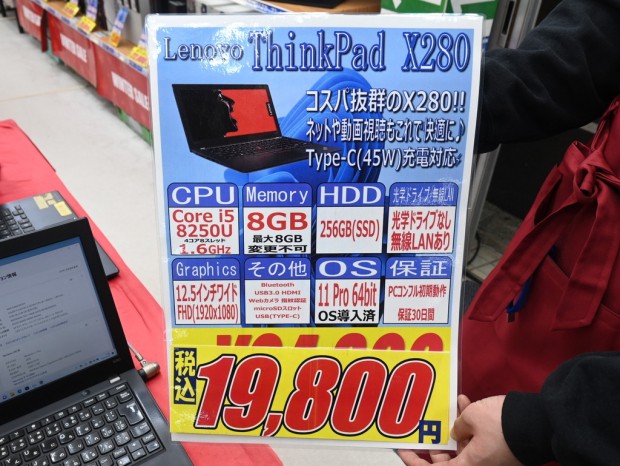 Lenovo ThinkPad X280
コスパ抜群のX280!!
ネットや動画視聴もこれで快適に♪
Type-C(45W)充電対応
CPU
Core i5
8250U
4コア8スレッド
1.6GHz
Memory
8GB
最大8GB
変更不可
HDD
256GB(SSD)
光学ドライブ/無線LAN
光学ドライブなし
無線LANあり
Graphics
12.5インチワイド
FHD(1920x1080)
その他
Bluetooth
USB3.0 HDMI
Webカメラ 指紋認証
microSDスロット
USB(TYPE-C)
OS
11 Pro 64bit
OS導入済
保証
PCコンフル初期動作
保証30日間
税込
19,800円